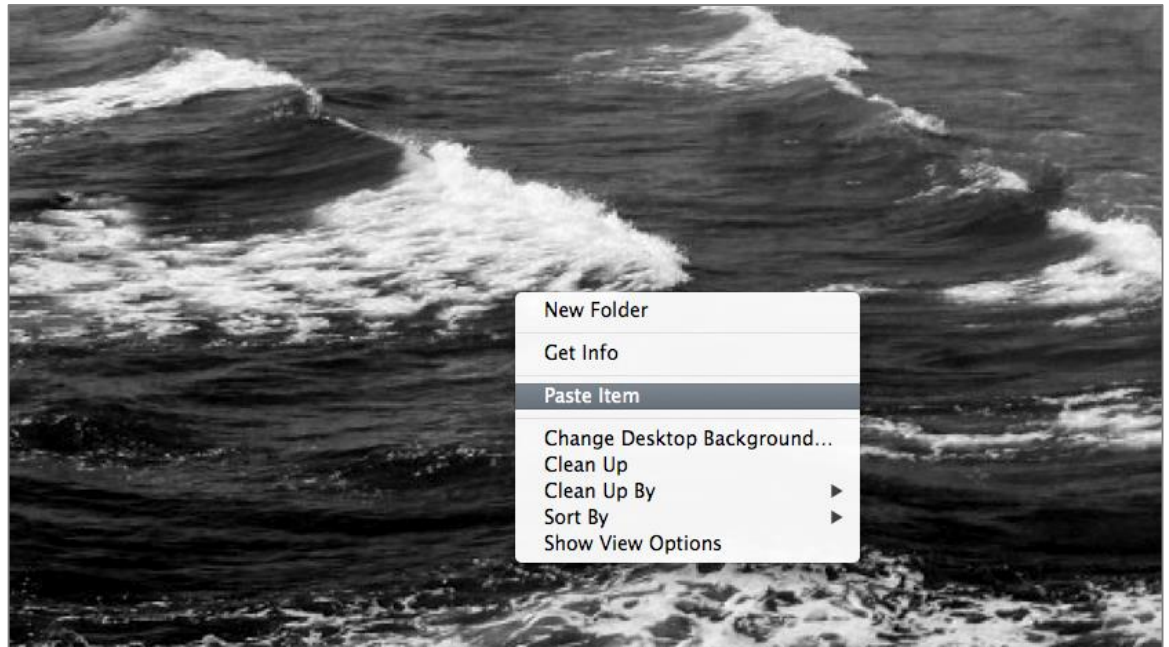 New Folder
Get Info
Paste Item
Change Desktop Background...
Clean Up
Clean Up By
Sort By
Show View Options